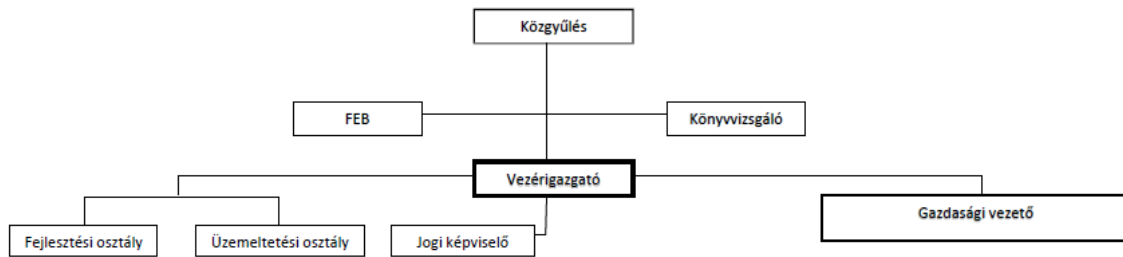 Közgyűlés
FEB
Könyvvizsgáló
Vezérigazgató
Gazdasági vezető
Fejlesztési osztály
Üzemeltetési osztály
Jogi képviselő